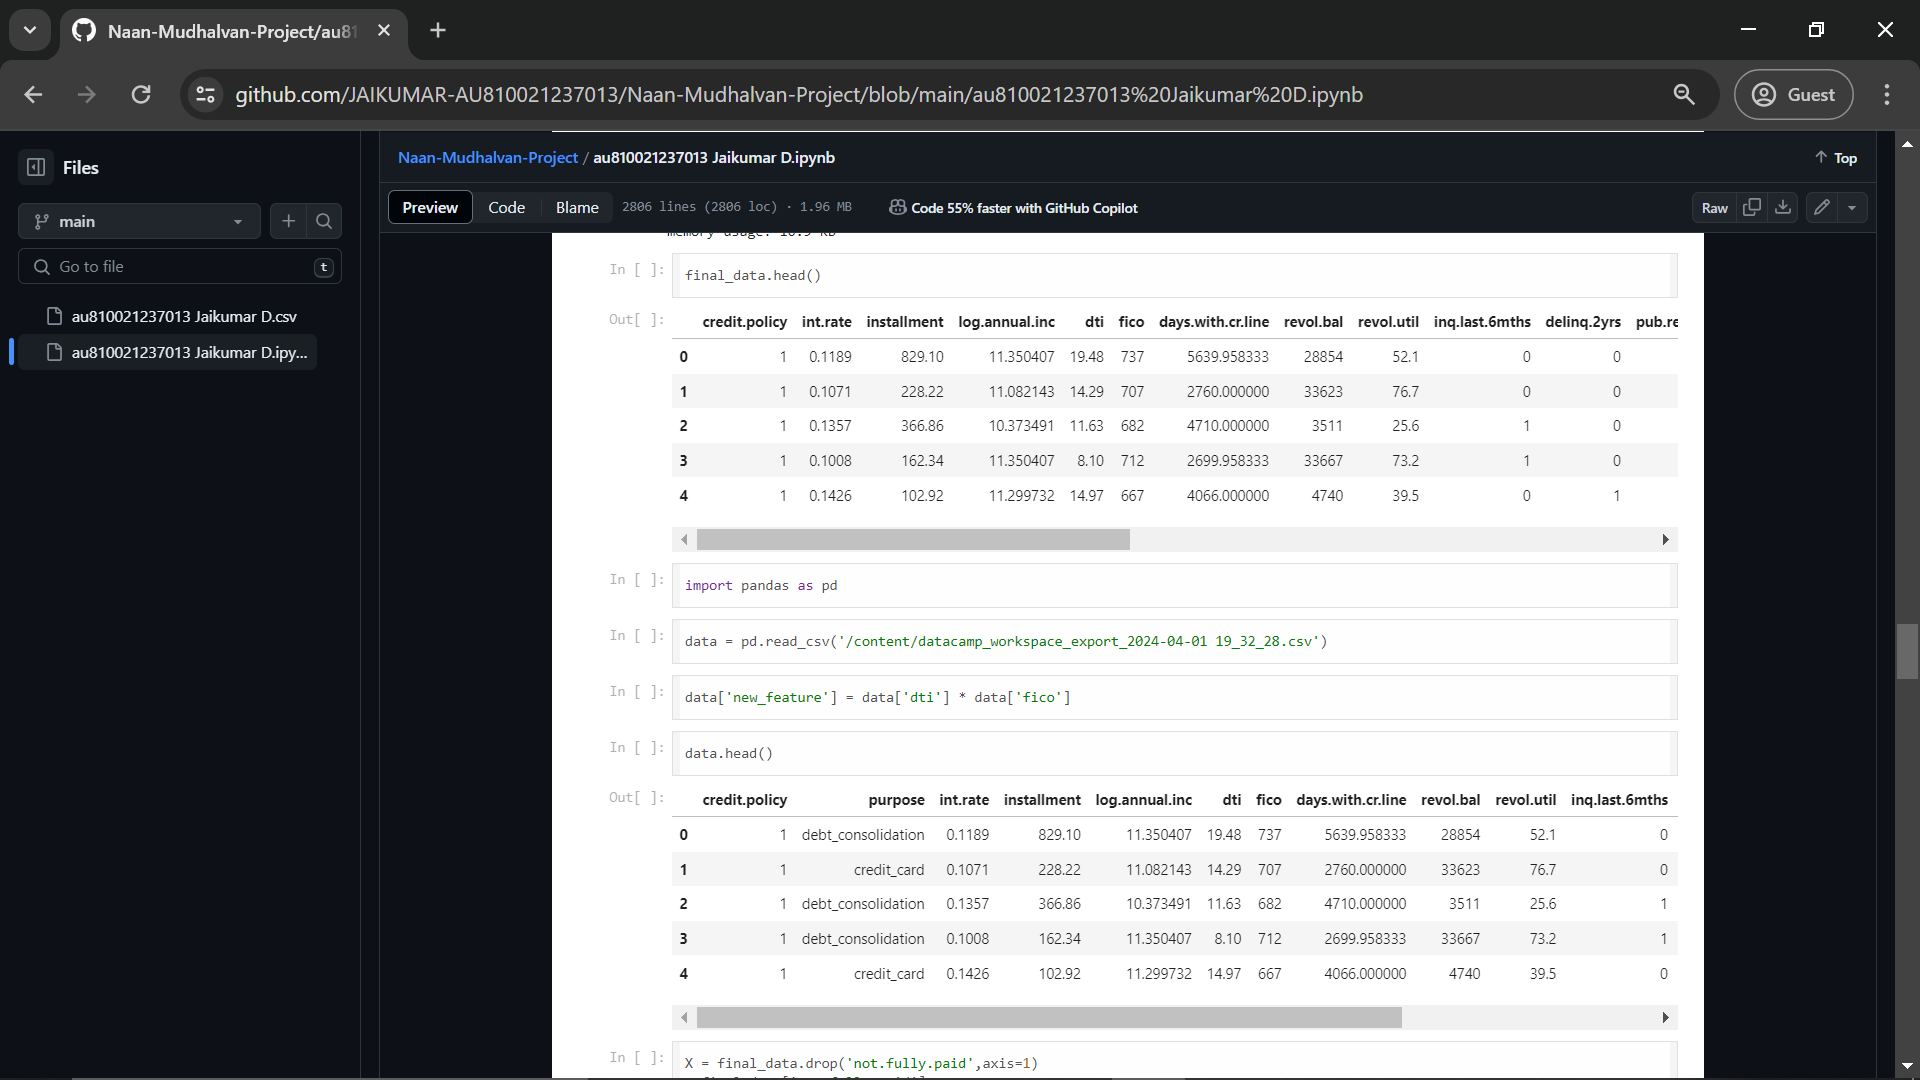 Naan-Mudhalvan-Project/au81
github.com/JAIKUMAR-AU810021237013/Naan-Mudhalvan-Project/blob/main/au810021237013%20Jaikumar%20D.ipynb
Guest
Files
main
Go to file
t
au810021237013 Jaikumar D.csv
au810021237013 Jaikumar D.ipy...
Naan-Mudhalvan-Project / au810021237013 Jaikumar D.ipynb
Top
Preview Code Blame 2806 lines (2806 loc) · 1.96 MB Code 55% faster with GitHub Copilot Raw
In [ ]: final_data.head()
Out[ ]: credit.policy int.rate installment log.annual.inc dti fico days.with.cr.line revol.bal revol.util inq.last.6mths delinq.2yrs pub.re
0 1 0.1189 829.10 11.350407 19.48 737 5639.958333 28854 52.1 0 0
1 1 0.1071 228.22 11.082143 14.29 707 2760.000000 33623 76.7 0 0
2 1 0.1357 366.86 10.373491 11.63 682 4710.000000 3511 25.6 1 0
3 1 0.1008 162.34 11.350407 8.10 712 2699.958333 33667 73.2 1 0
4 1 0.1426 102.92 11.299732 14.97 667 4066.000000 4740 39.5 0 1
In [ ]: import pandas as pd
In [ ]: data = pd.read_csv('/content/datacamp_workspace_export_2024-04-01 19_32_28.csv')
In [ ]: data['new_feature'] = data['dti'] * data['fico']
In [ ]: data.head()
Out[ ]: credit.policy purpose int.rate installment log.annual.inc dti fico days.with.cr.line revol.bal revol.util inq.last.6mths
0 1 debt_consolidation 0.1189 829.10 11.350407 19.48 737 5639.958333 28854 52.1 0
1 1 credit_card 0.1071 228.22 11.082143 14.29 707 2760.000000 33623 76.7 0
2 1 debt_consolidation 0.1357 366.86 10.373491 11.63 682 4710.000000 3511 25.6 1
3 1 debt_consolidation 0.1008 162.34 11.350407 8.10 712 2699.958333 33667 73.2 1
4 1 credit_card 0.1426 102.92 11.299732 14.97 667 4066.000000 4740 39.5 0
In [ ]: X = final_data.drop('not.fully.paid',axis=1)